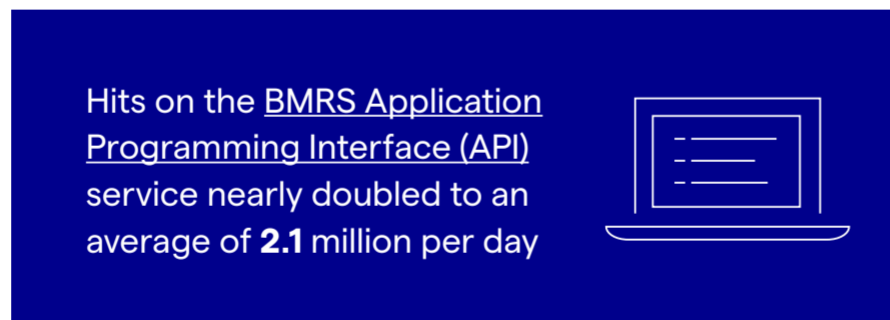 Hits on the BMRS Application
Programming Interface (API)
service nearly doubled to an
average of 2.1 million per day